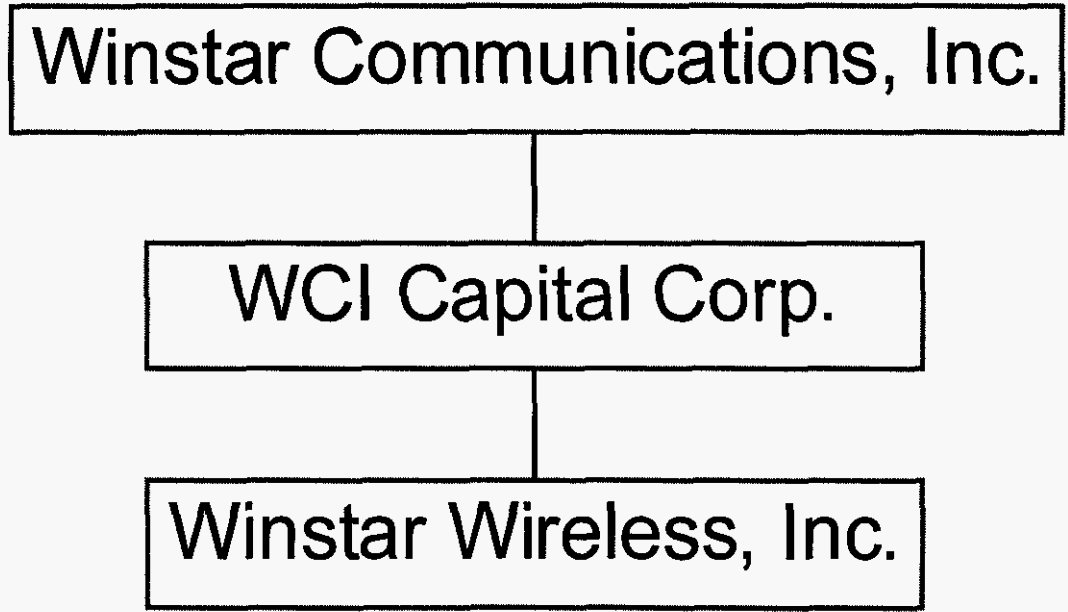 Winstar Communications, Inc.
WCI Capital Corp.
Winstar Wireless, Inc.